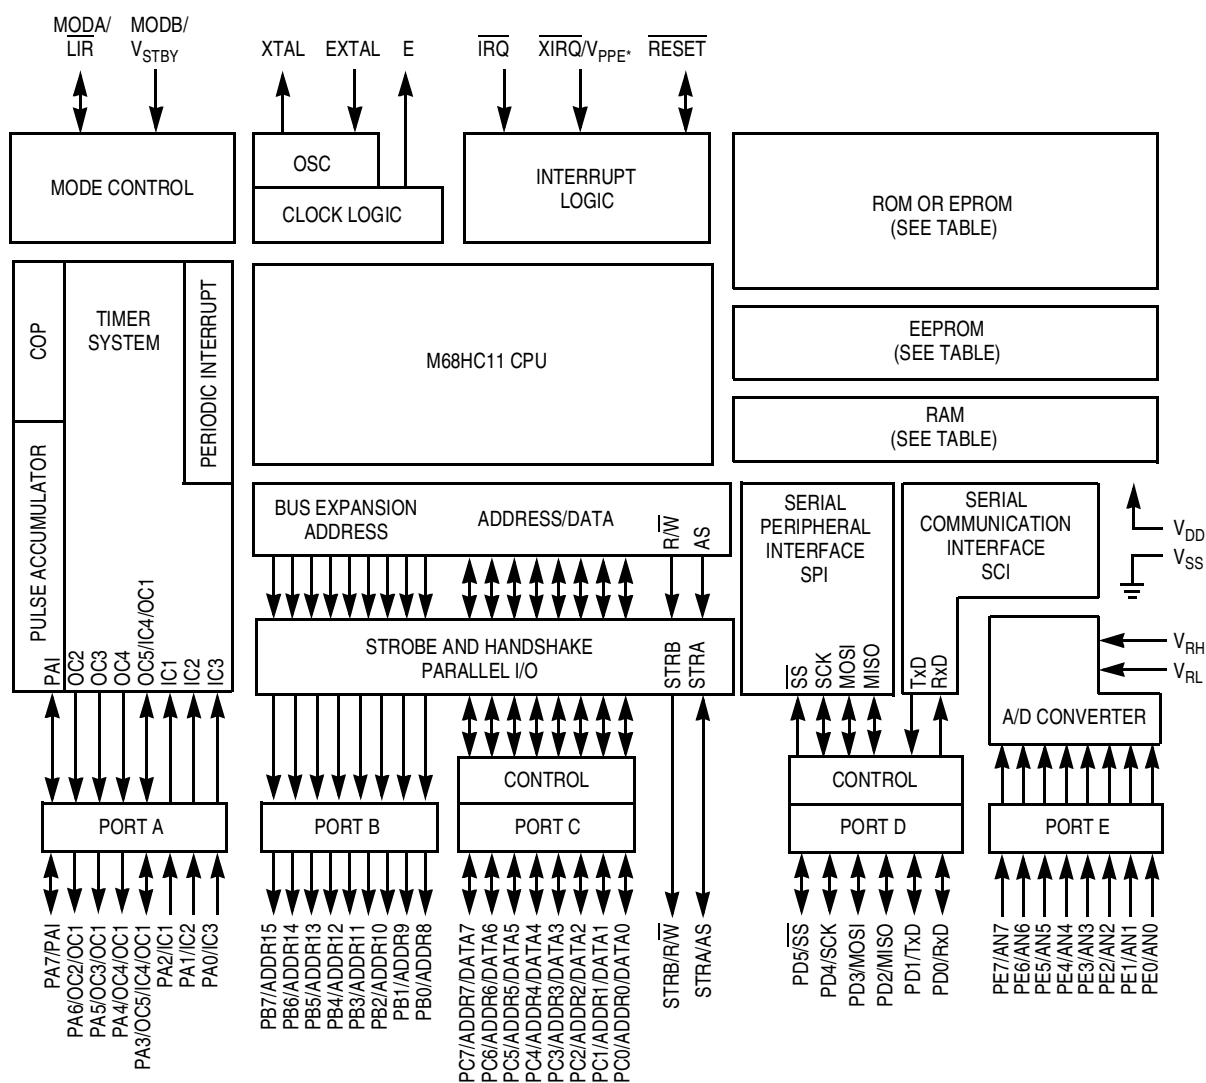 MODA/
LIR
MODB/
VSTBY
XTAL
EXTAL
E
IRQ
XIRQ/VPPE*
RESET
MODE CONTROL
OSC
CLOCK LOGIC
INTERRUPT
LOGIC
ROM OR EPROM
(SEE TABLE)
COP
TIMER
SYSTEM
PERIODIC INTERRUPT
M68HC11 CPU
EEPROM
(SEE TABLE)
RAM
(SEE TABLE)
PULSE ACCUMULATOR
PAI
OC2
OC3
OC4
OC5/IC4/OC1
IC1
IC2
IC3
BUS EXPANSION
ADDRESS
ADDRESS/DATA
R/W
AS
STROBE AND HANDSHAKE
PARALLEL I/O
STRB
STRA
SERIAL
PERIPHERAL
INTERFACE
SPI
SS
SCK
MOSI
MISO
SERIAL
COMMUNICATION
INTERFACE
SCI
TxD
RxD
VDD
VSS
VRH
VRL
A/D CONVERTER
CONTROL
CONTROL
PORT A
PORT B
PORT C
PORT D
PORT E
PA7/PAI
PA6/OC2/OC1
PA5/OC3/OC1
PA4/OC4/OC1
PA3/OC5/IC4/OC1
PA2/IC1
PA1/IC2
PA0/IC3
PB7/ADDR15
PB6/ADDR14
PB5/ADDR13
PB4/ADDR12
PB3/ADDR11
PB2/ADDR10
PB1/ADDR9
PB0/ADDR8
PC7/ADDR7/DATA7
PC6/ADDR6/DATA6
PC5/ADDR5/DATA5
PC4/ADDR4/DATA4
PC3/ADDR3/DATA3
PC2/ADDR2/DATA2
PC1/ADDR1/DATA1
PC0/ADDR0/DATA0
STRB/R/W
STRA/AS
PD5/SS
PD4/SCK
PD3/MOSI
PD2/MISO
PD1/TxD
PD0/RxD
PE7/AN7
PE6/AN6
PE5/AN5
PE4/AN4
PE3/AN3
PE2/AN2
PE1/AN1
PE0/AN0